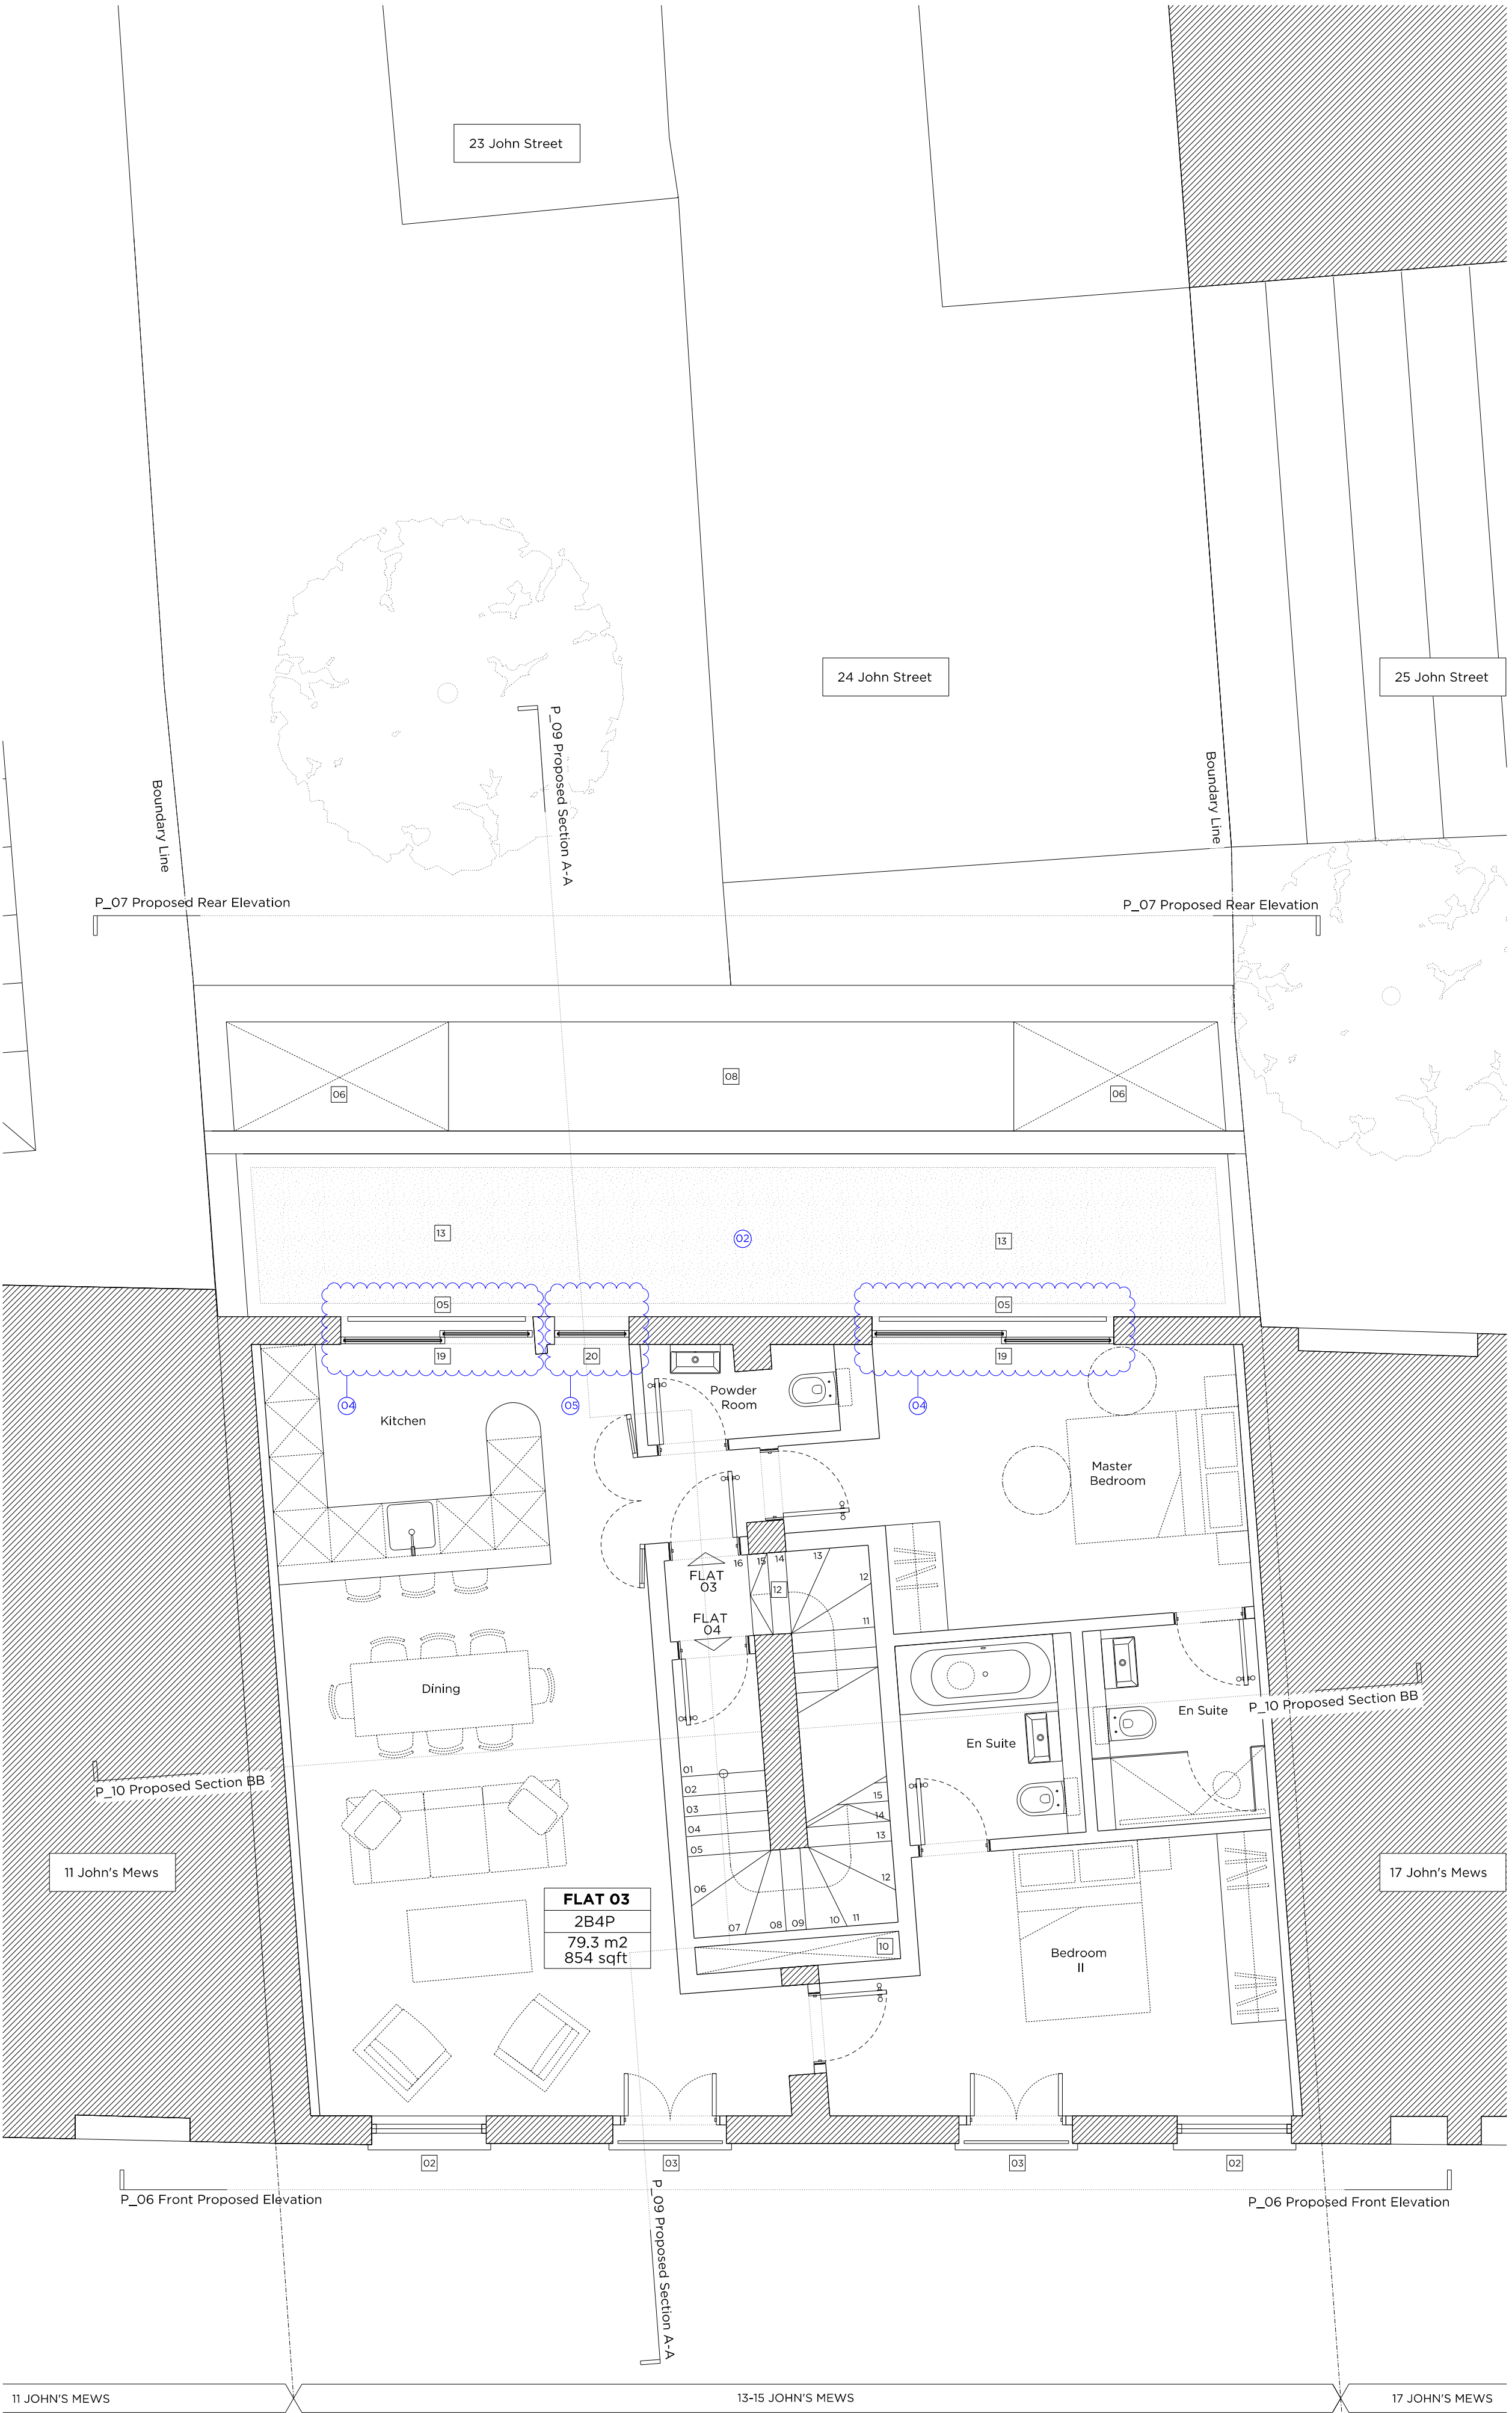 23 John Street
24 John Street
25 John Street
P_09 Proposed Section A-A
Boundary Line
Boundary Line
P_07 Proposed Rear Elevation
P_07 Proposed Rear Elevation
06
08
06
13
02
13
05
05
19
20
19
04
05
04
Kitchen
Powder
Room
Master
Bedroom
16
15
14
13
12
12
11
FLAT
03
FLAT
04
Dining
En Suite
P_10 Proposed Section BB
En Suite
P_10 Proposed Section BB
01
02
03
04
05
06
07
08
09
10
11
12
13
14
15
11 John's Mews
17 John's Mews
FLAT 03
2B4P
79.3 m2
854 sqft
10
Bedroom
II
02
03
03
02
P_06 Front Proposed Elevation
P_06 Proposed Front Elevation
P_09 Proposed Section A-A
11 JOHN'S MEWS
13-15 JOHN'S MEWS
17 JOHN'S MEWS